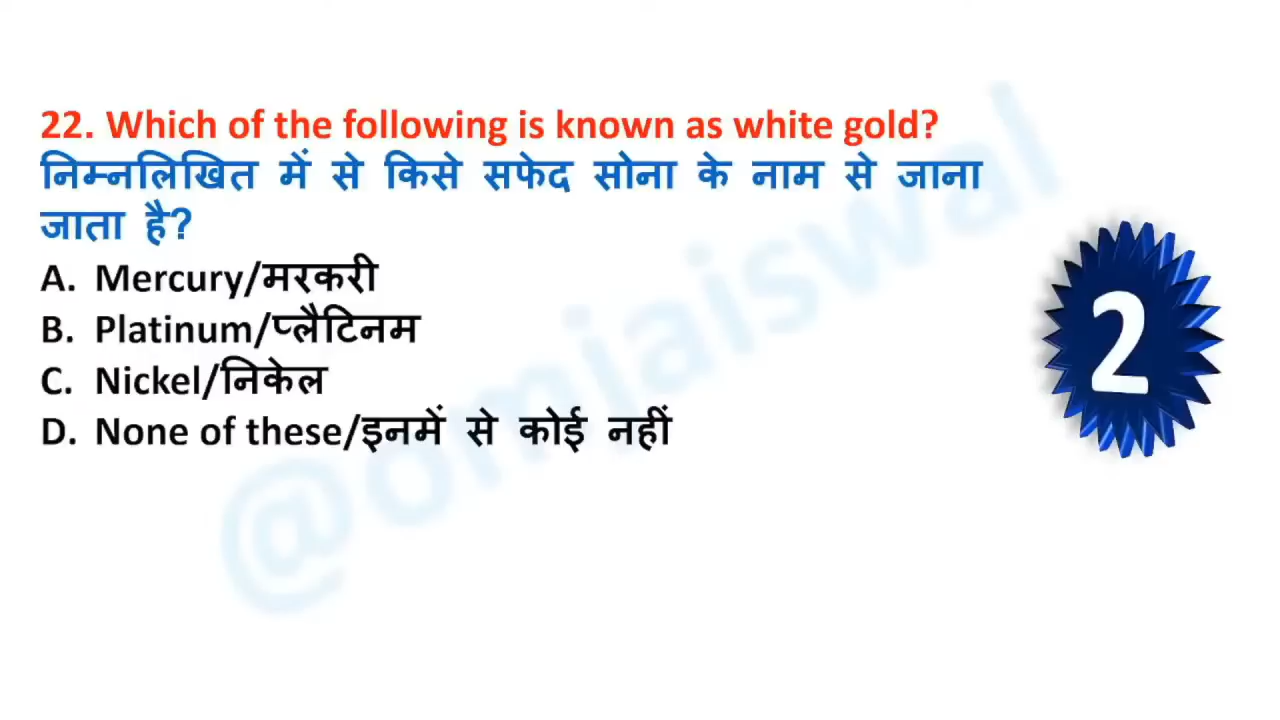 22. Which of the following is known as white gold?
निम्नलिखित में से किसे सफेद सोना के नाम से जाना
जाता है?
A. Mercury/मरकरी
B. Platinum/प्लैटिनम
C. Nickel/निकेल
D. None of these/इनमें से कोई नहीं
2
@omjaiswal